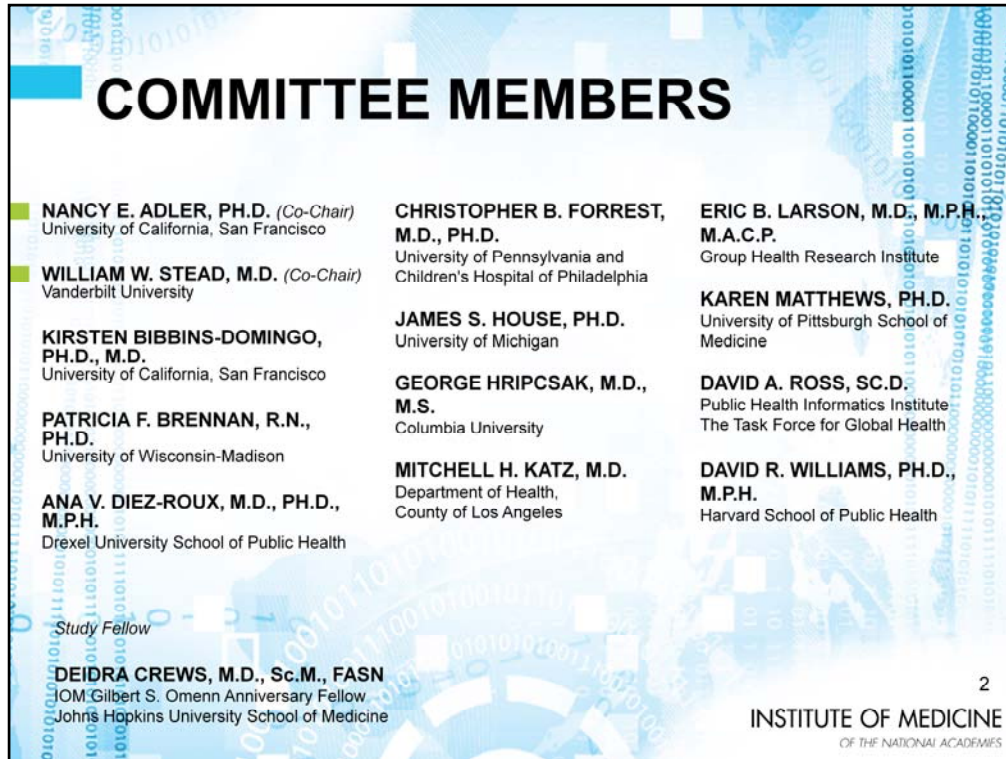 COMMITTEE MEMBERS
NANCY E. ADLER, PH.D. (Co-Chair)
University of California, San Francisco
WILLIAM W. STEAD, M.D. (Co-Chair)
Vanderbilt University
KIRSTEN BIBBINS-DOMINGO,
PH.D., M.D.
University of California, San Francisco
PATRICIA F. BRENNAN, R.N.,
PH.D.
University of Wisconsin-Madison
ANA V. DIEZ-ROUX, M.D., PH.D.,
M.P.H.
Drexel University School of Public Health
CHRISTOPHER B. FORREST,
M.D., PH.D.
University of Pennsylvania and
Children's Hospital of Philadelphia
JAMES S. HOUSE, PH.D.
University of Michigan
GEORGE HRIPCSAK, M.D.,
M.S.
Columbia University
MITCHELL H. KATZ, M.D.
Department of Health,
County of Los Angeles
ERIC B. LARSON, M.D., M.P.H.,
M.A.C.P.
Group Health Research Institute
KAREN MATTHEWS, PH.D.
University of Pittsburgh School of
Medicine
DAVID A. ROSS, SC.D.
Public Health Informatics Institute
The Task Force for Global Health
DAVID R. WILLIAMS, PH.D.,
M.P.H.
Harvard School of Public Health
Study Fellow
DEIDRA CREWS, M.D., Sc.M., FASN
IOM Gilbert S. Omenn Anniversary Fellow
Johns Hopkins University School of Medicine
2
INSTITUTE OF MEDICINE
OF THE NATIONAL ACADEMIES